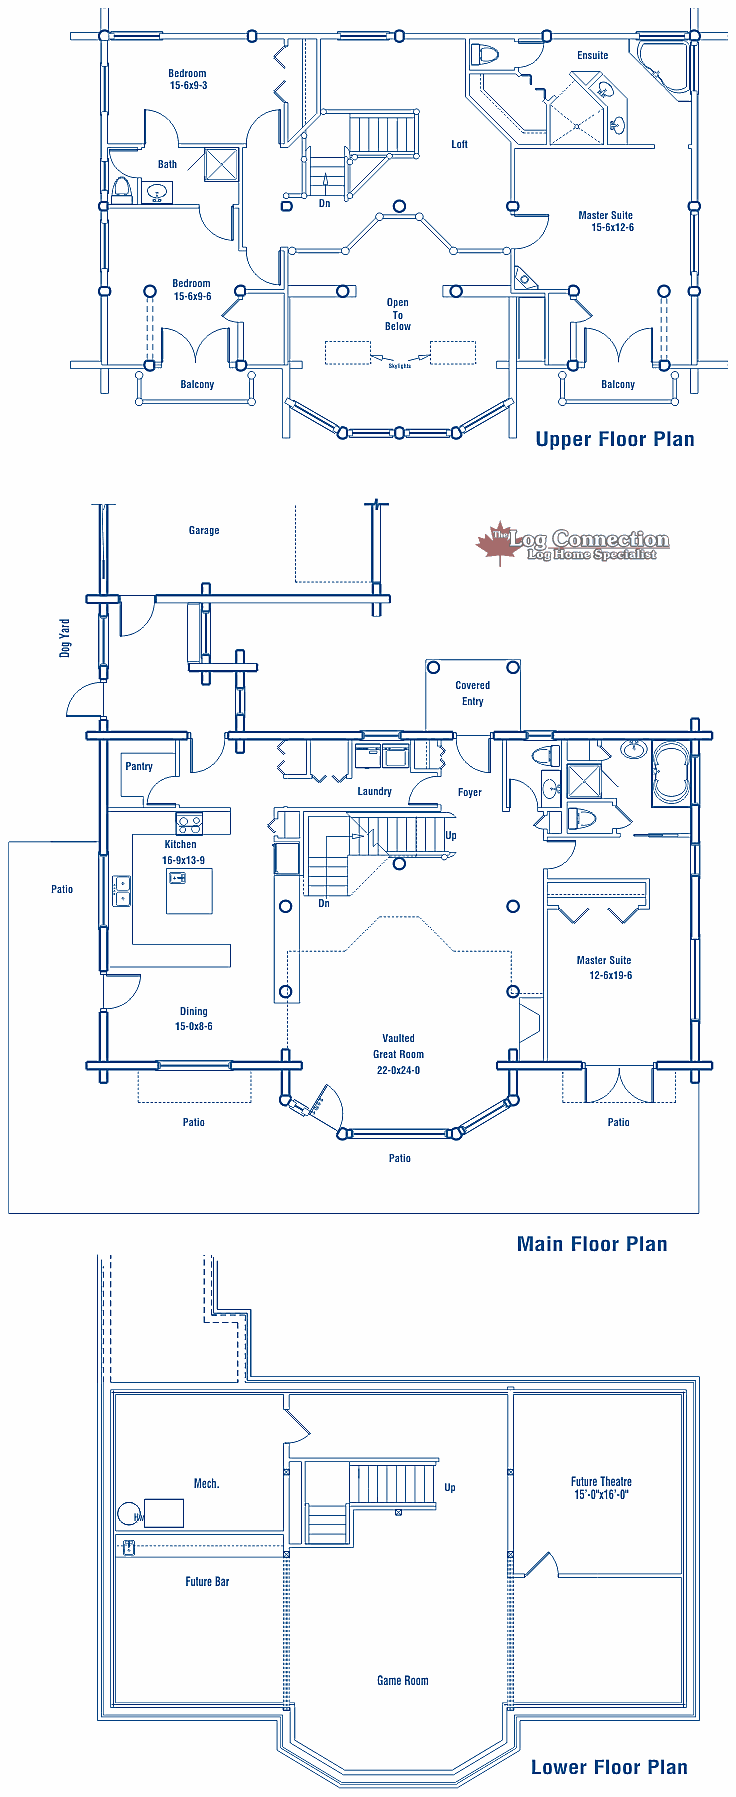 Bedroom
15-6x9-3
Ensuite
Loft
Bath
Dn
Master Suite
15-6x12-6
Bedroom
15-6x9-6
Open
To
Below
Skylights
Balcony
Balcony
Upper Floor Plan
Garage
The Log Connection
Log Home Specialist
Dog Yard
Covered
Entry
Pantry
Laundry
Foyer
Up
Kitchen
16-9x13-9
Patio
Dn
Master Suite
12-6x19-6
Dining
15-0x8-6
Vaulted
Great Room
22-0x24-0
Patio
Patio
Patio
Main Floor Plan
Mech.
Up
Future Theatre
15'-0"x16'-0"
HW
Future Bar
Game Room
Lower Floor Plan